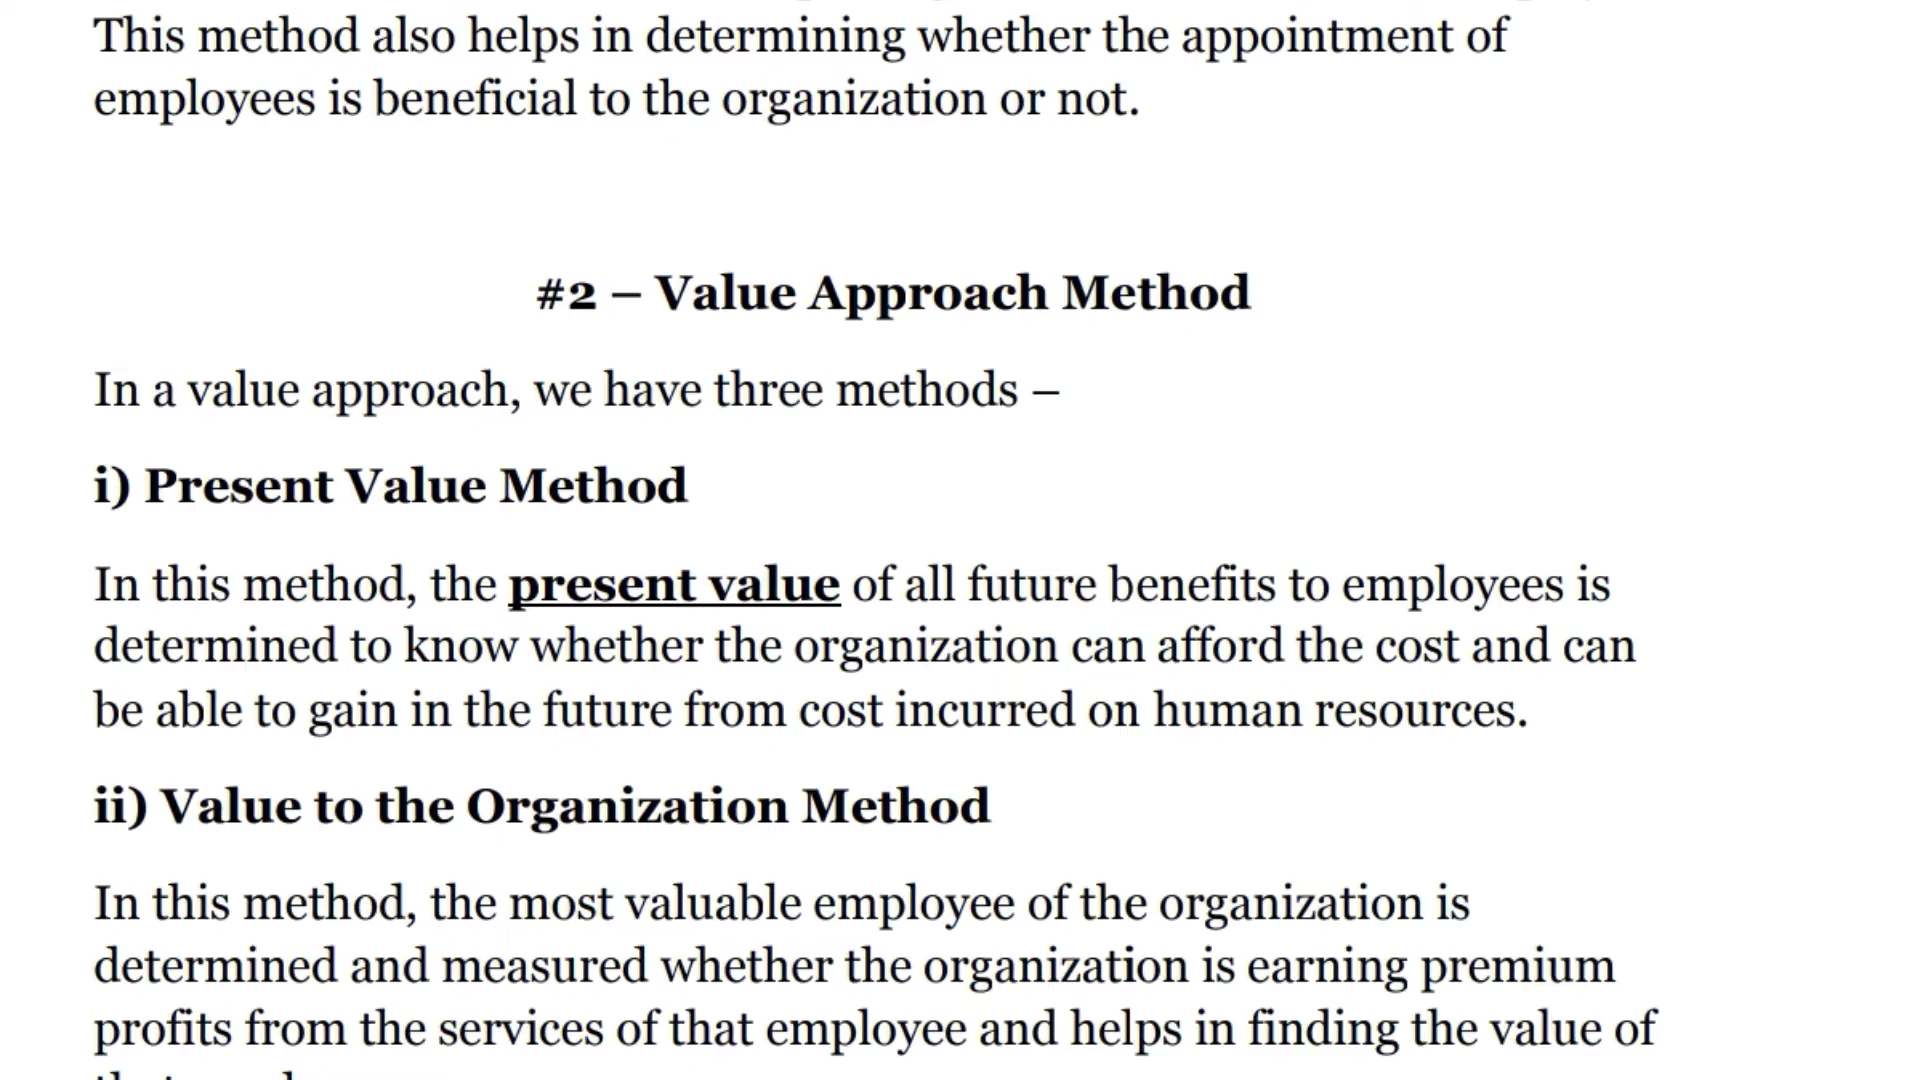 This method also helps in determining whether the appointment of
employees is beneficial to the organization or not.
#2 – Value Approach Method
In a value approach, we have three methods –
i) Present Value Method
In this method, the present value of all future benefits to employees is
determined to know whether the organization can afford the cost and can
be able to gain in the future from cost incurred on human resources.
ii) Value to the Organization Method
In this method, the most valuable employee of the organization is
determined and measured whether the organization is earning premium
profits from the services of that employee and helps in finding the value of